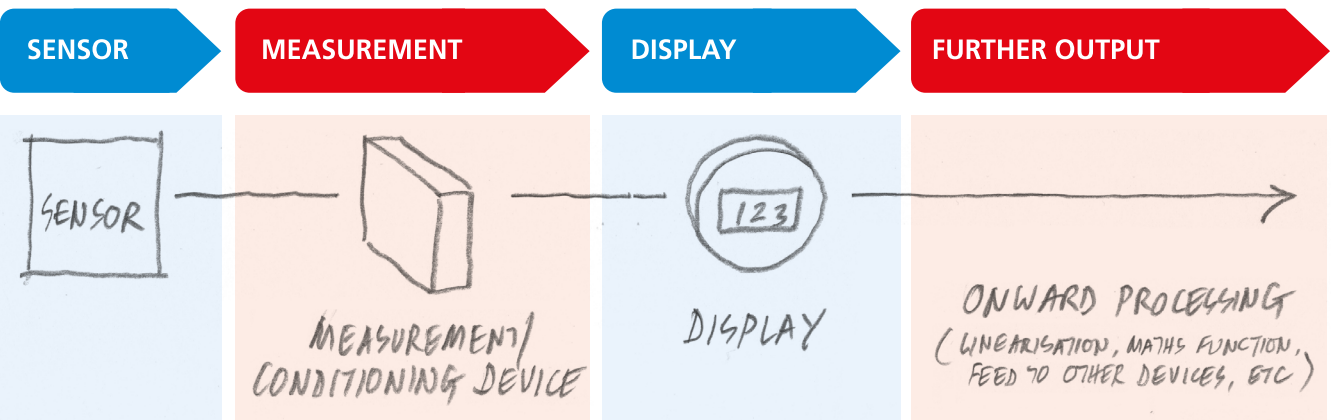 SENSOR
MEASUREMENT
DISPLAY
FURTHER OUTPUT
SENSOR
123
MEASUREMENT/
CONDITIONING DEVICE
DISPLAY
ONWARD PROCESSING
(LINEARISATION, MATHS FUNCTION,
FEED TO OTHER DEVICES, ETC)